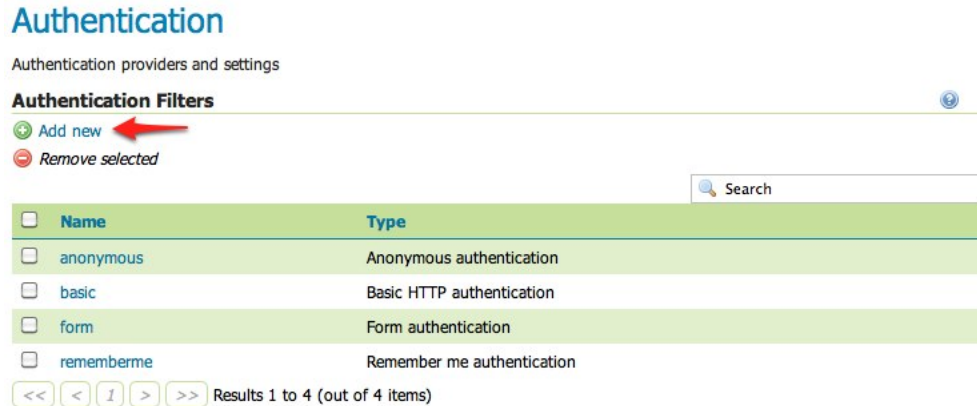 Authentication
Authentication providers and settings
Authentication Filters
Add new
Remove selected
Search
Name Type
anonymous Anonymous authentication
basic Basic HTTP authentication
form Form authentication
rememberme Remember me authentication
<< < 1 > >> Results 1 to 4 (out of 4 items)